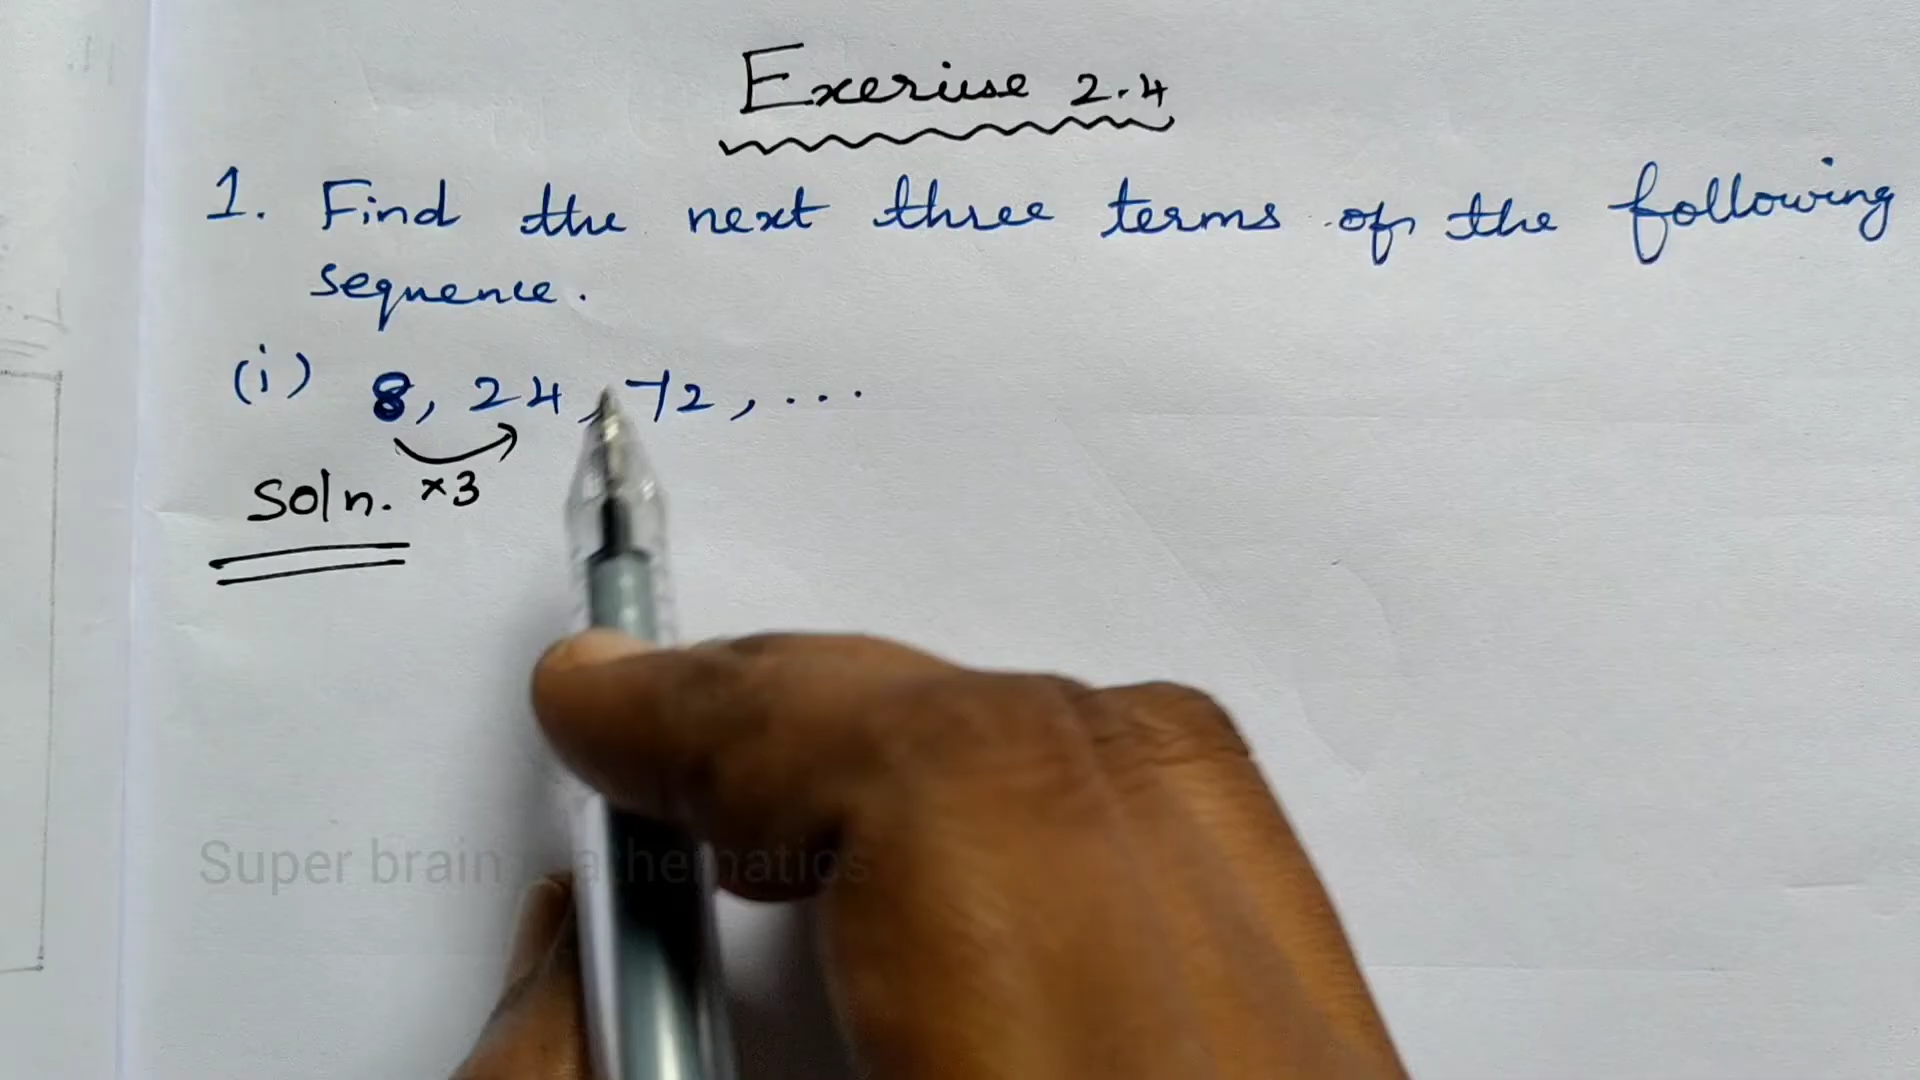 Exercise 2.4
1. Find the next three terms of the following
sequence.
(i) 8, 24, 72, ...
Soln. ×3
Super brain mathematics